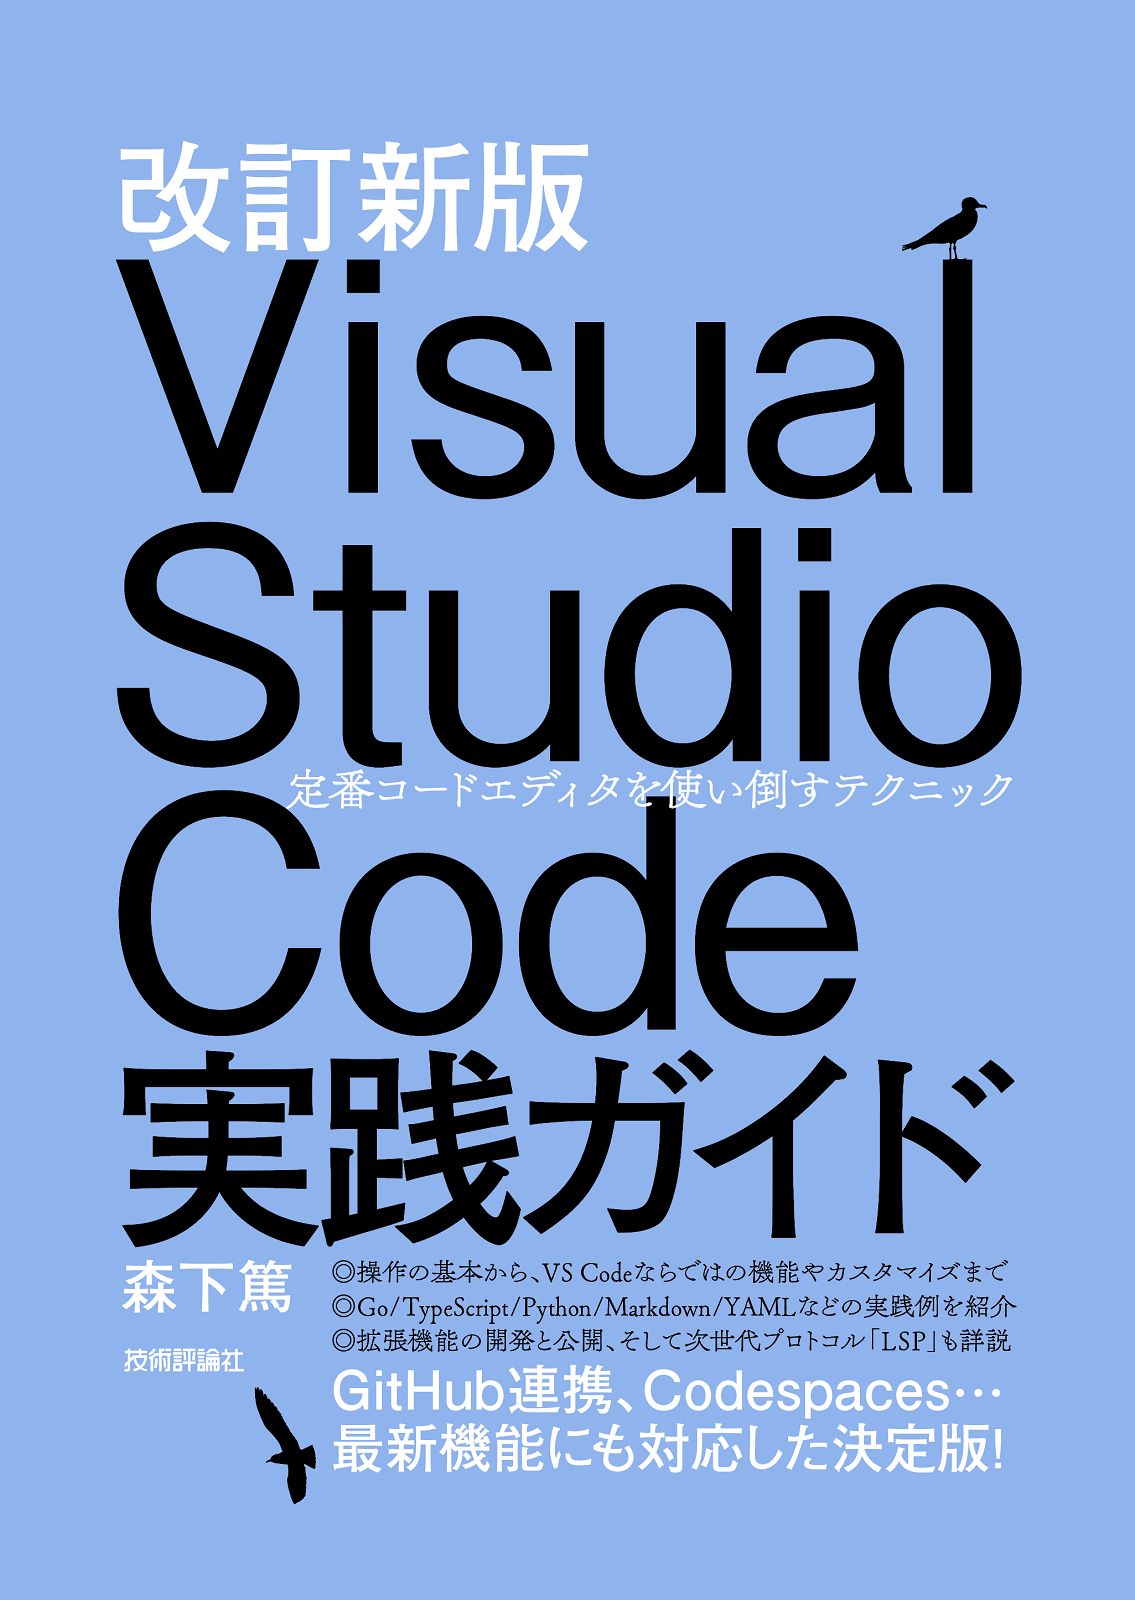 改訂新版
Visual
Studio
定番コードエディタを使い倒すテクニック
Code
実践ガイド
森下篤
技術評論社
◎操作の基本から、VS Codeならではの機能やカスタマイズまで
◎Go/TypeScript/Python/Markdown/YAMLなどの実践例を紹介
◎拡張機能の開発と公開、そして次世代プロトコル「LSP」も詳説
GitHub連携、Codespaces…
最新機能にも対応した決定版!